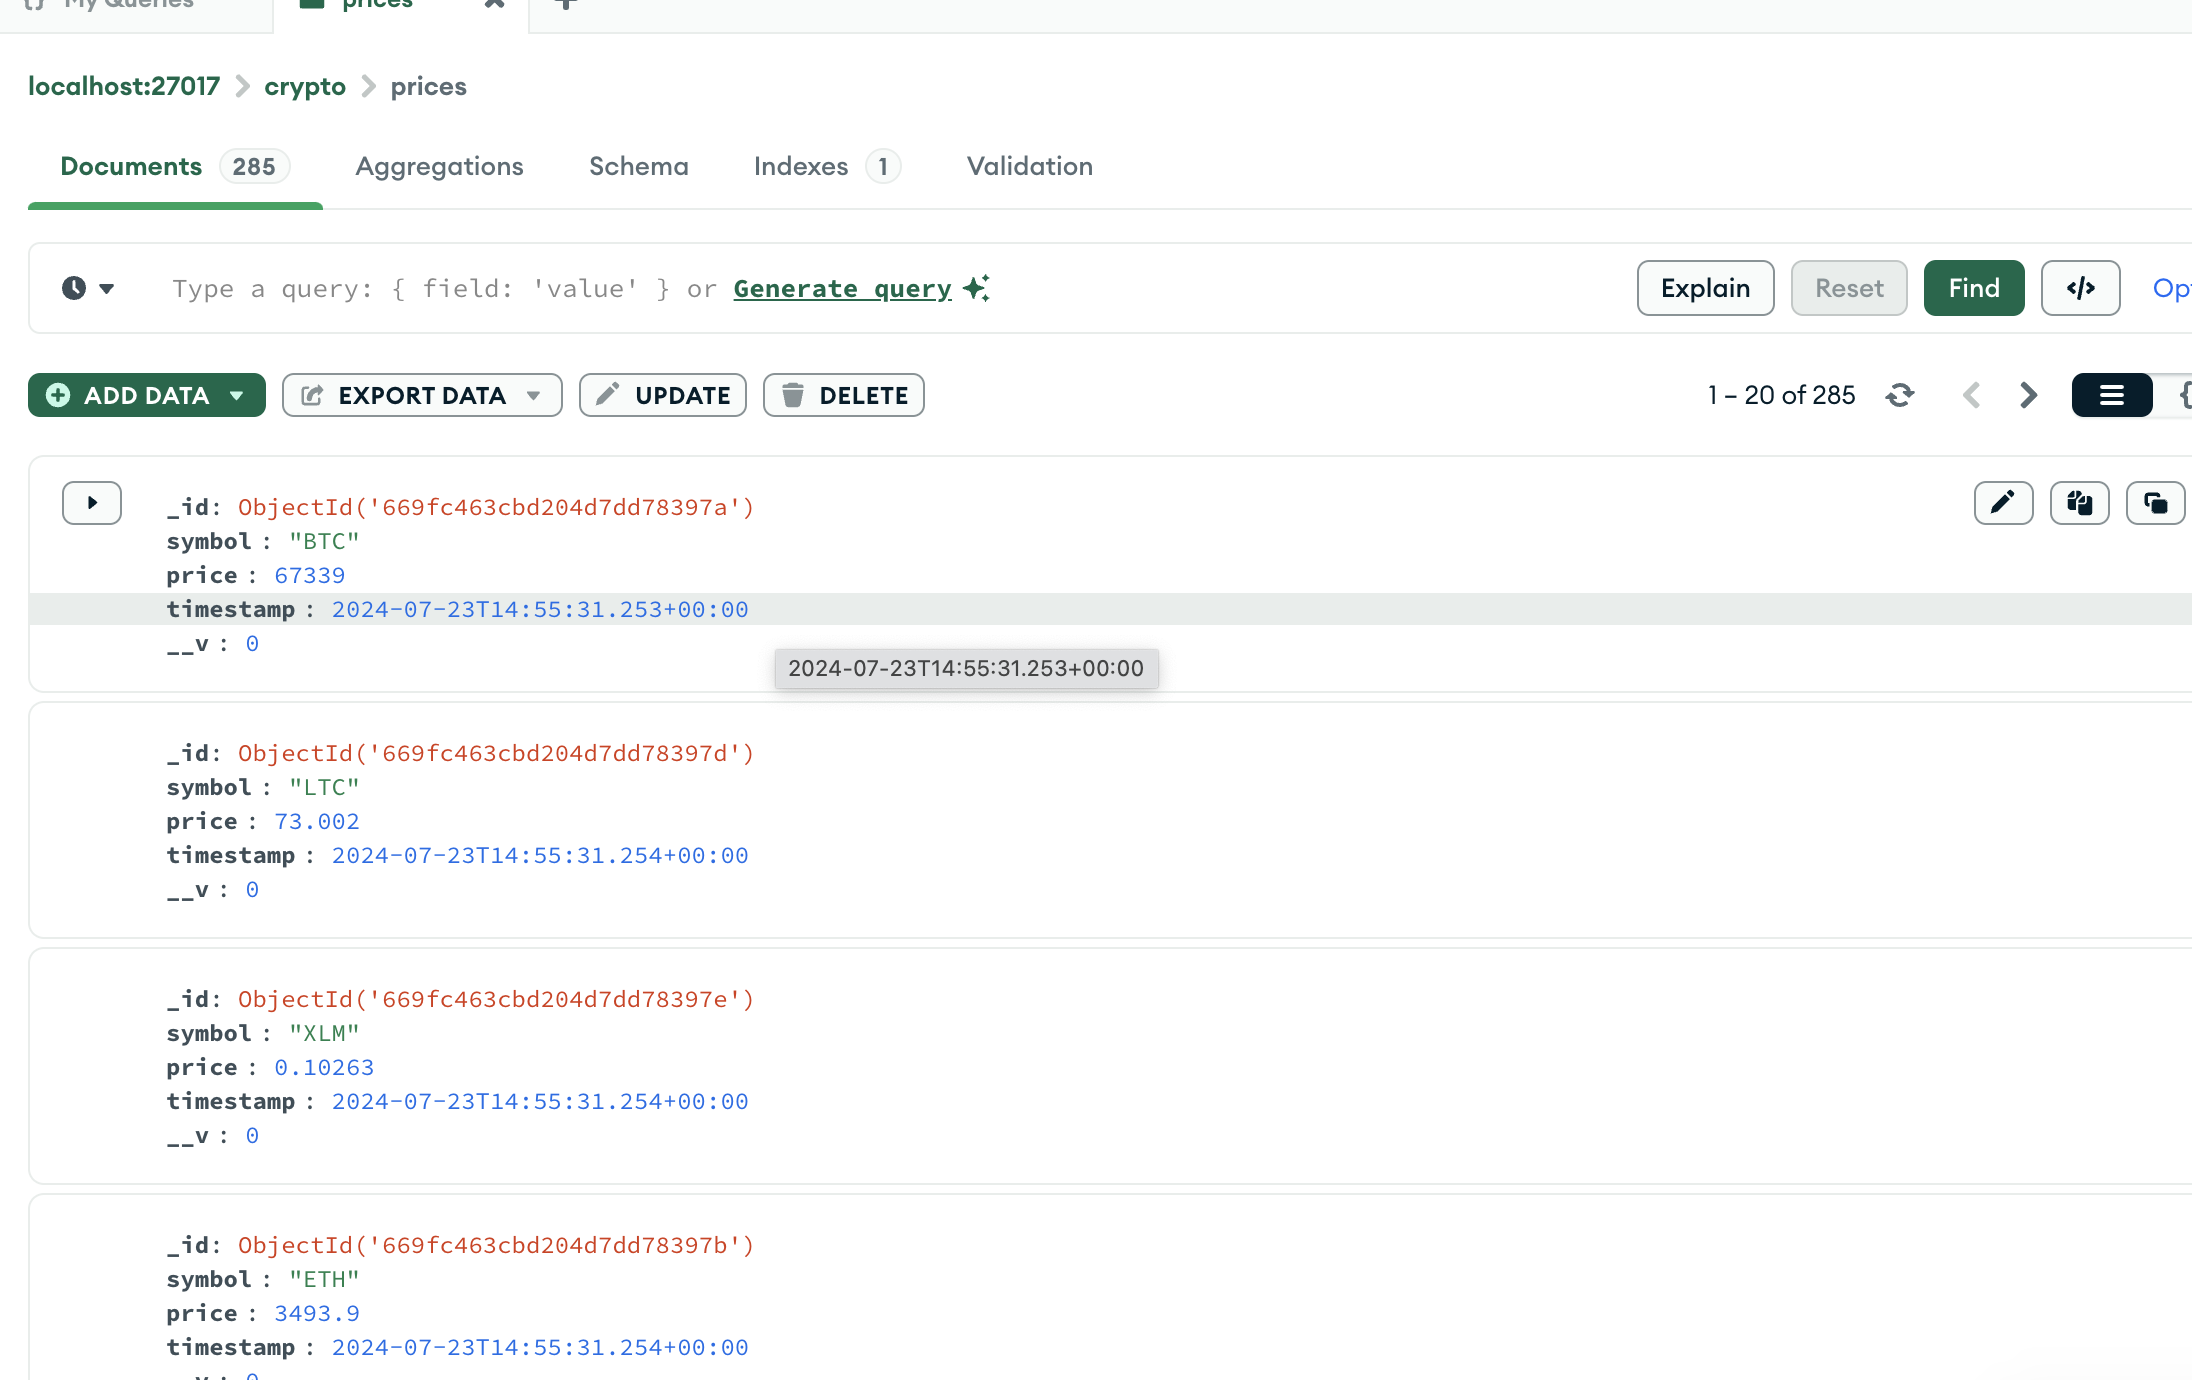 My Queries
prices
localhost:27017 > crypto > prices
Documents 285 Aggregations Schema Indexes 1 Validation
Type a query: { field: 'value' } or Generate query
Explain Reset Find </>
ADD DATA EXPORT DATA UPDATE DELETE
1 – 20 of 285
_id: ObjectId('669fc463cbd204d7dd78397a')
symbol : "BTC"
price : 67339
timestamp : 2024-07-23T14:55:31.253+00:00
__v : 0
2024-07-23T14:55:31.253+00:00
_id: ObjectId('669fc463cbd204d7dd78397d')
symbol : "LTC"
price : 73.002
timestamp : 2024-07-23T14:55:31.254+00:00
__v : 0
_id: ObjectId('669fc463cbd204d7dd78397e')
symbol : "XLM"
price : 0.10263
timestamp : 2024-07-23T14:55:31.254+00:00
__v : 0
_id: ObjectId('669fc463cbd204d7dd78397b')
symbol : "ETH"
price : 3493.9
timestamp : 2024-07-23T14:55:31.254+00:00